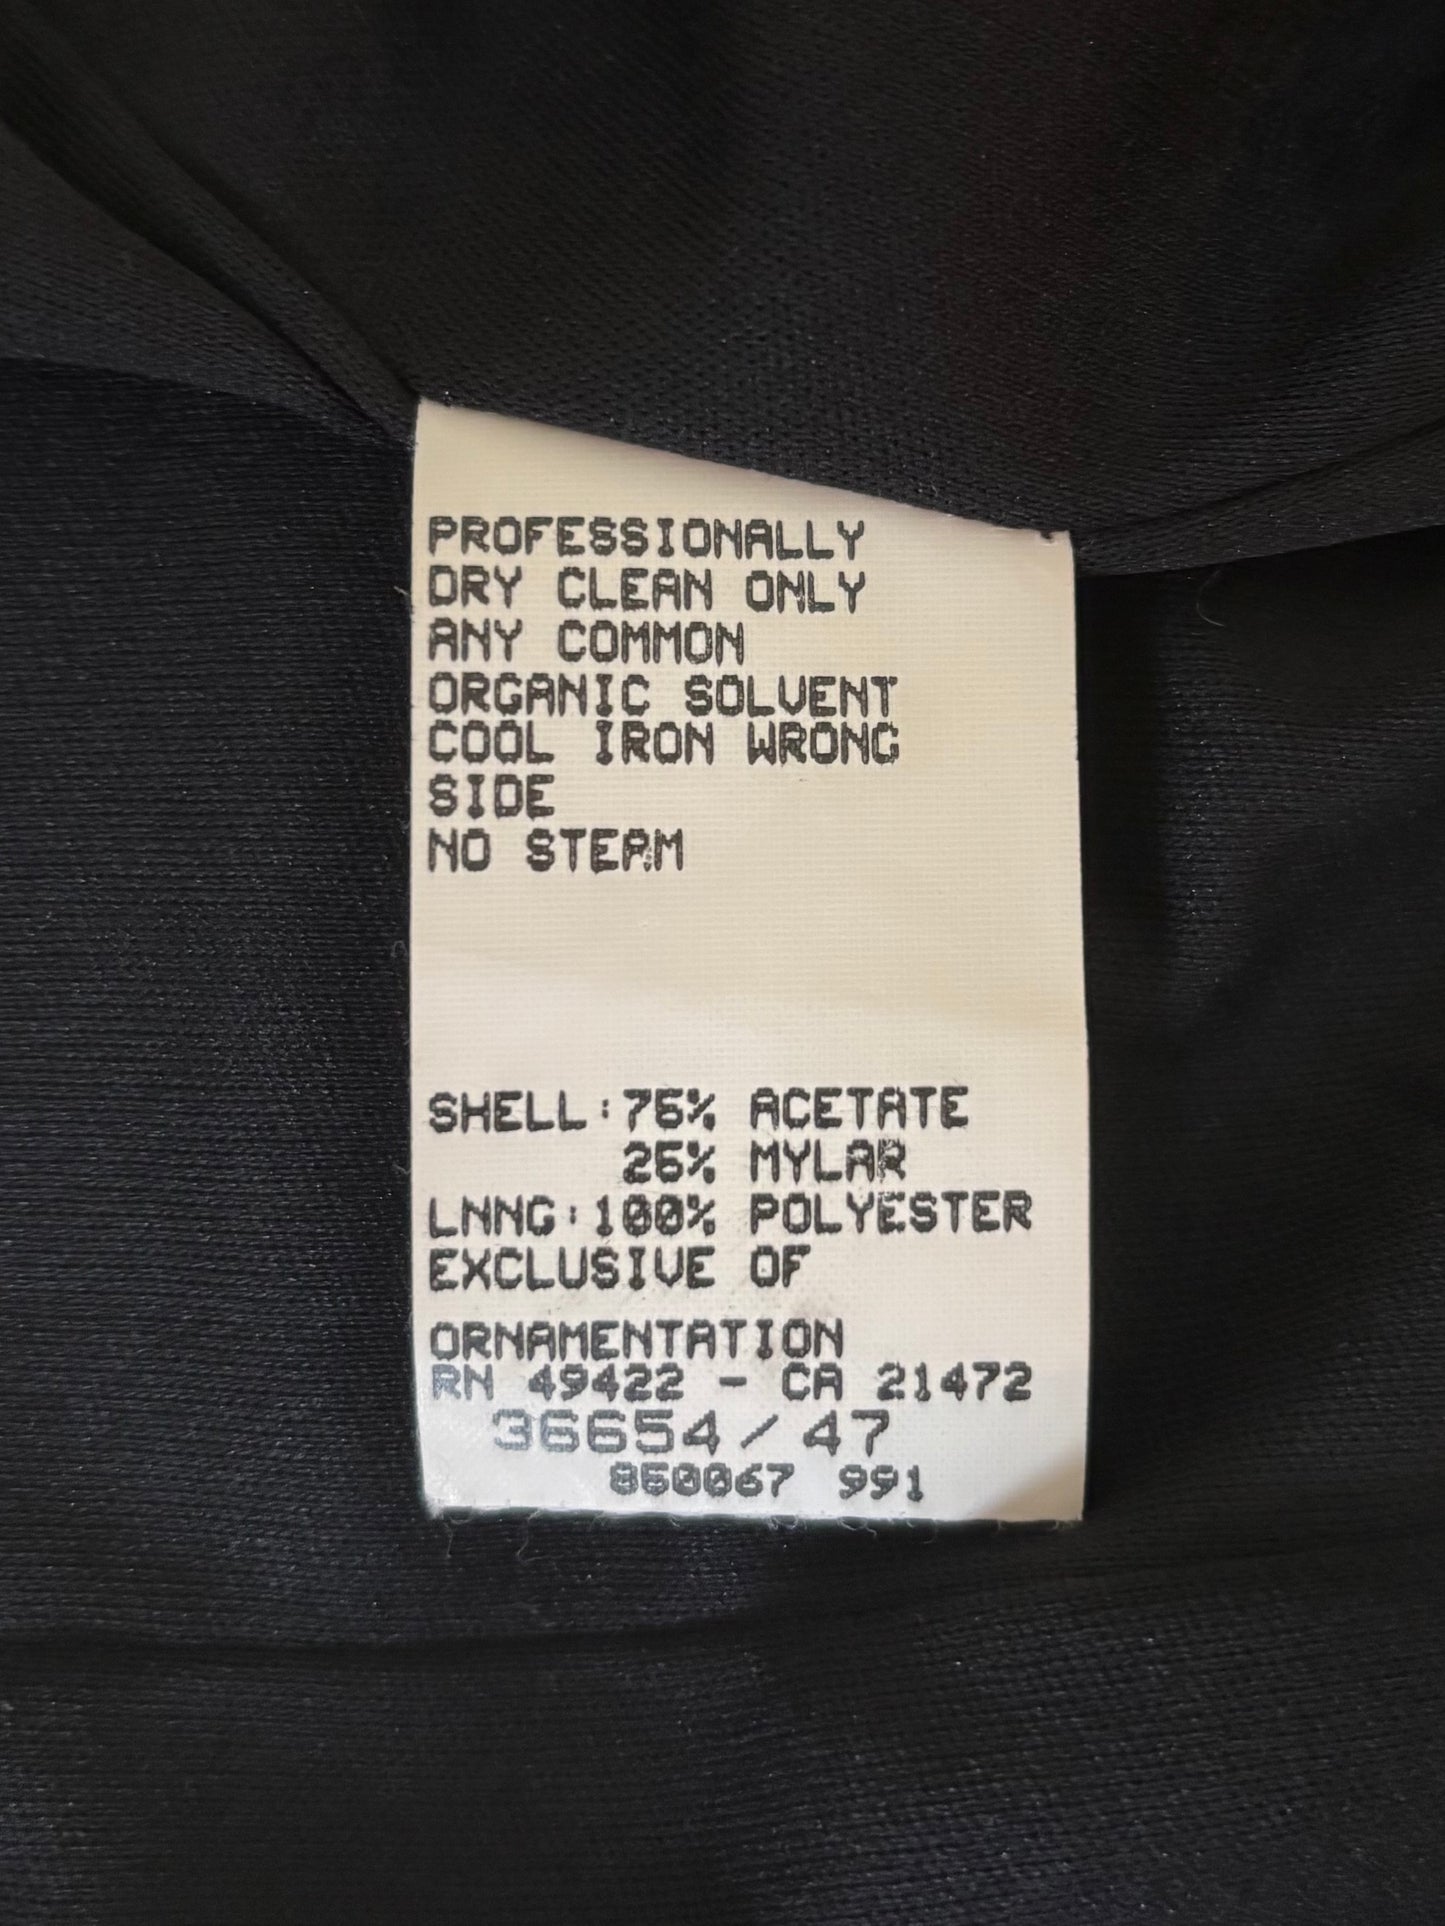 PROFESSIONALLY
DRY CLEAN ONLY
ANY COMMON
ORGANIC SOLVENT
COOL IRON WRONG
SIDE
NO STEAM
SHELL:75% ACETATE
25% MYLAR
LNNG:100% POLYESTER
EXCLUSIVE OF
ORNAMENTATION
RN 49422 - CA 21472
36654/47
850067 991